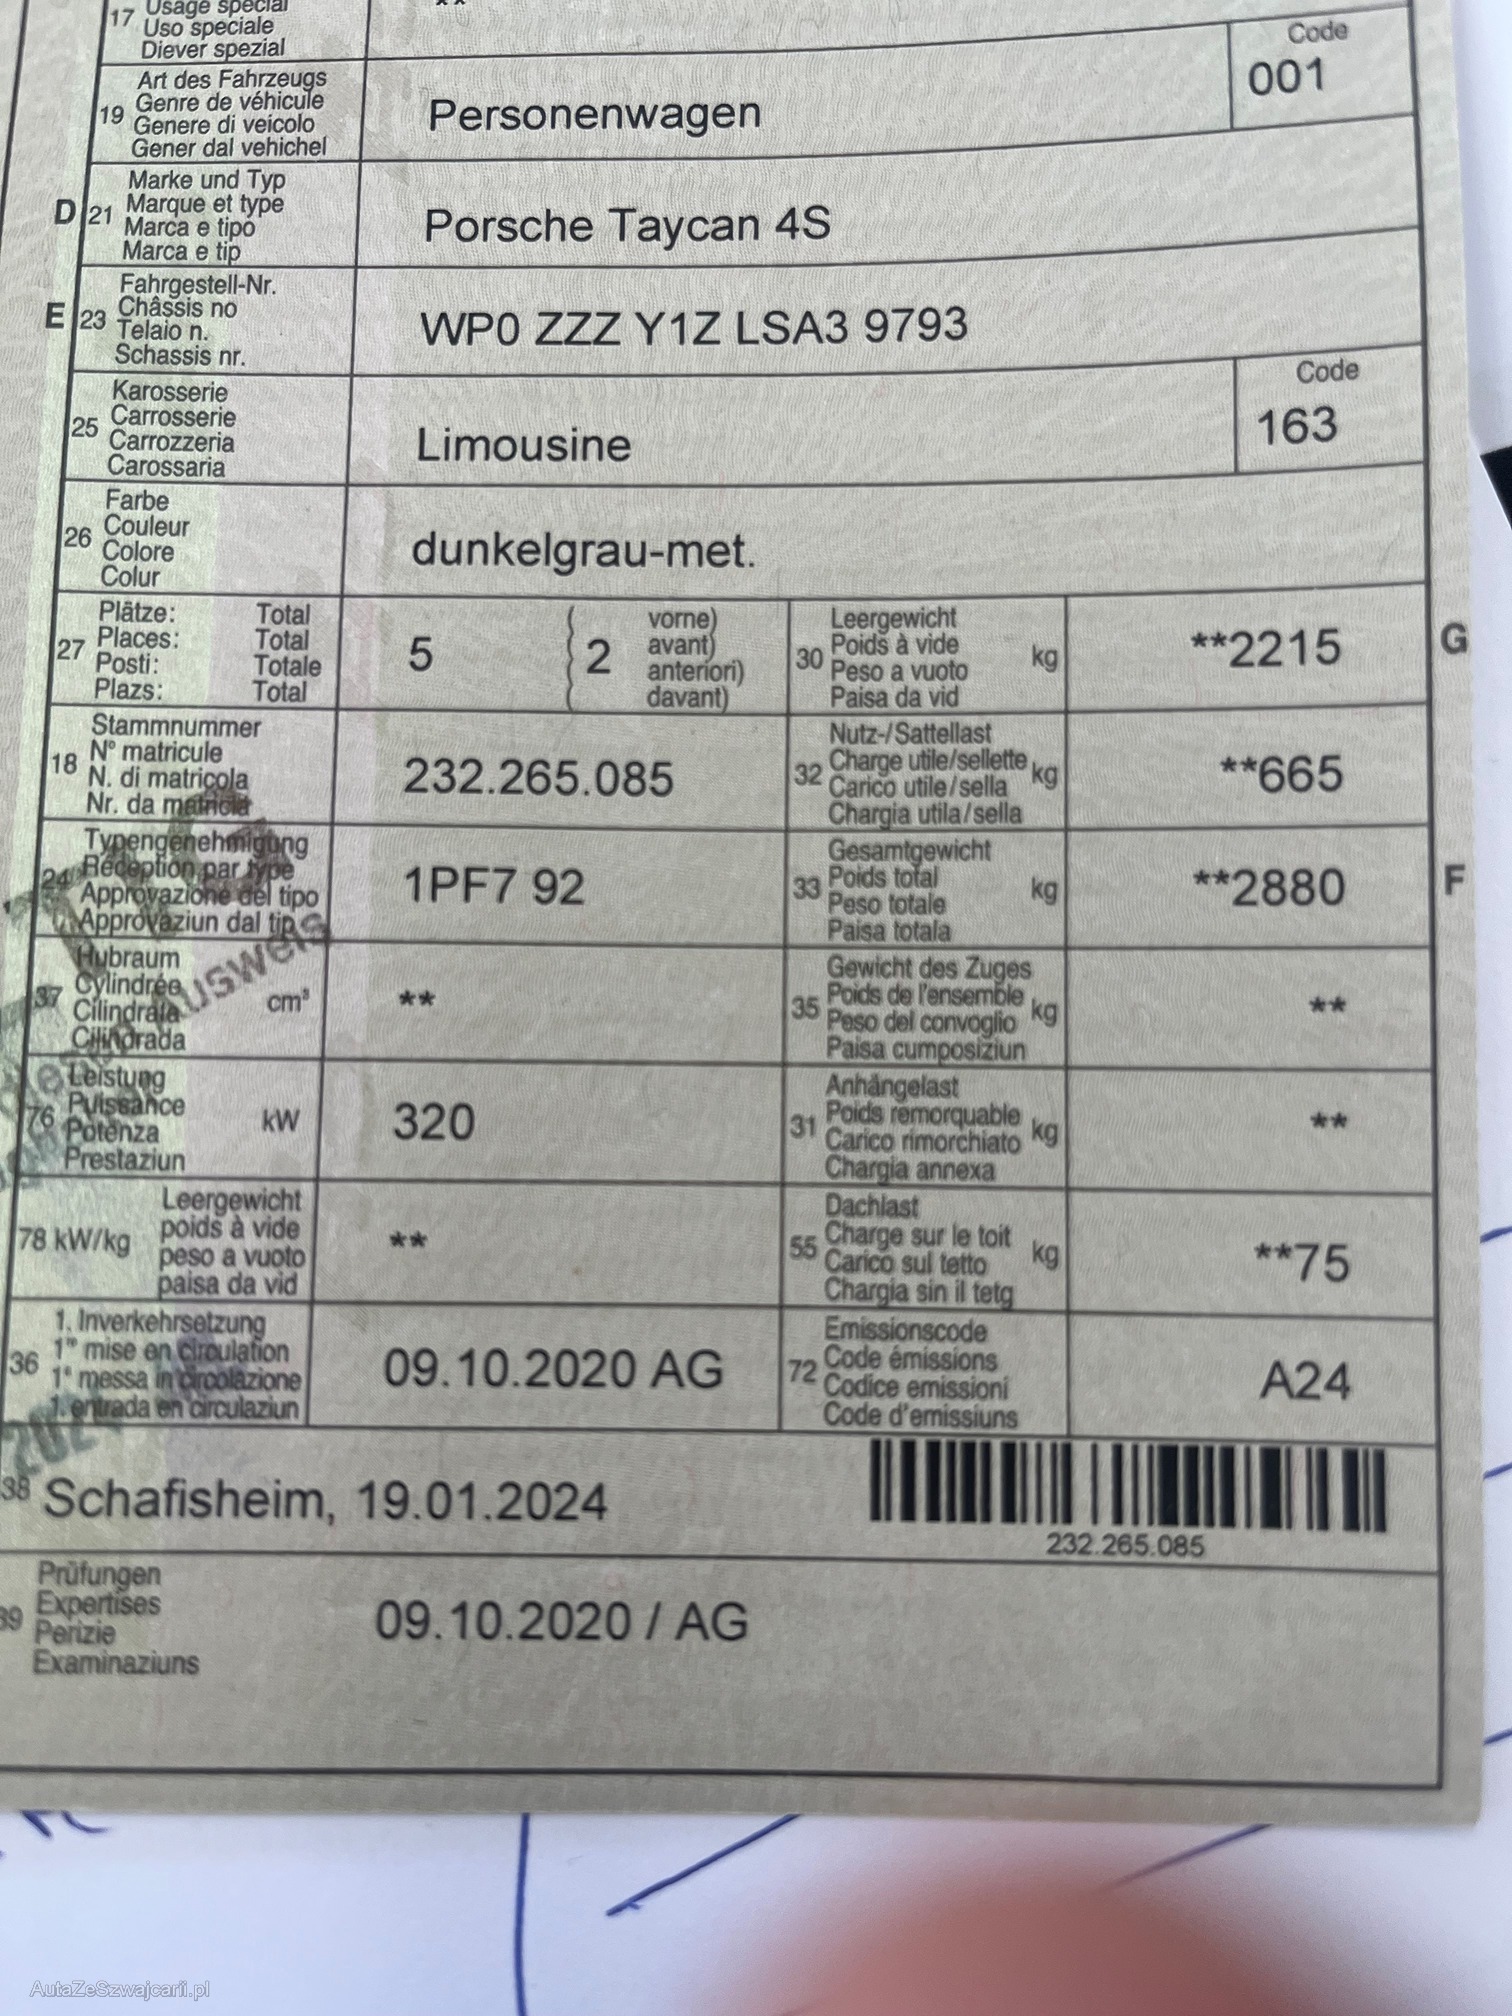 17 Usage spécial
Uso speciale
Diever spezial
**
Code
001
19
Art des Fahrzeugs
Genre de véhicule
Genere di veicolo
Gener dal vehichel
Personenwagen
D 21
Marke und Typ
Marque et type
Marca e tipo
Marca e tip
Porsche Taycan 4S
E 23
Fahrgestell-Nr.
Châssis no
Telaio n.
Schassis nr.
WP0 ZZZ Y1Z LSA3 9793
25
Karosserie
Carrosserie
Carrozzeria
Carossaria
Limousine
Code
163
26
Farbe
Couleur
Colore
Colur
dunkelgrau-met.
27
Plätze: Total
Places: Total
Posti: Totale
Plazs: Total
5 ( 2
vorne)
avant)
anteriori)
davant)
30
Leergewicht
Poids à vide
Peso a vuoto
Paisa da vid
kg
**2215
G
18
Stammnummer
N° matricule
N. di matricola
Nr. da matricla
232.265.085
32
Nutz-/Sattellast
Charge utile/sellette
Carico utile/sella
Chargia utila/sella
kg
**665
24
Typengenehmigung
Réception par type
Approvazione del tipo
Approvaziun dal tip
1PF7 92
33
Gesamtgewicht
Poids total
Peso totale
Paisa totala
kg
**2880
F
37
Hubraum
Cylindrée
Cilindrata
Cilindrada
cm³
**
Ausweis
35
Gewicht des Zuges
Poids de l'ensemble
Peso del convoglio
Paisa cumposiziun
kg
**
76
Leistung
Puissance
Potenza
Prestaziun
kW
320
31
Anhängelast
Poids remorquable
Carico rimorchiato
Chargia annexa
kg
**
78 kW/kg
Leergewicht
poids à vide
peso a vuoto
paisa da vid
**
55
Dachlast
Charge sur le toit
Carico sul tetto
Chargia sin il tetg
kg
**75
36
1. Inverkehrsetzung
1re mise en circulation
1a messa in circolazione
1. entrada en circulaziun
09.10.2020 AG
72
Emissionscode
Code émissions
Codice emissioni
Code d'emissiuns
A24
38 Schafisheim, 19.01.2024
232.265.085
39
Prüfungen
Expertises
Perizie
Examinaziuns
09.10.2020 / AG
AutaZeSzwajcarii.pl